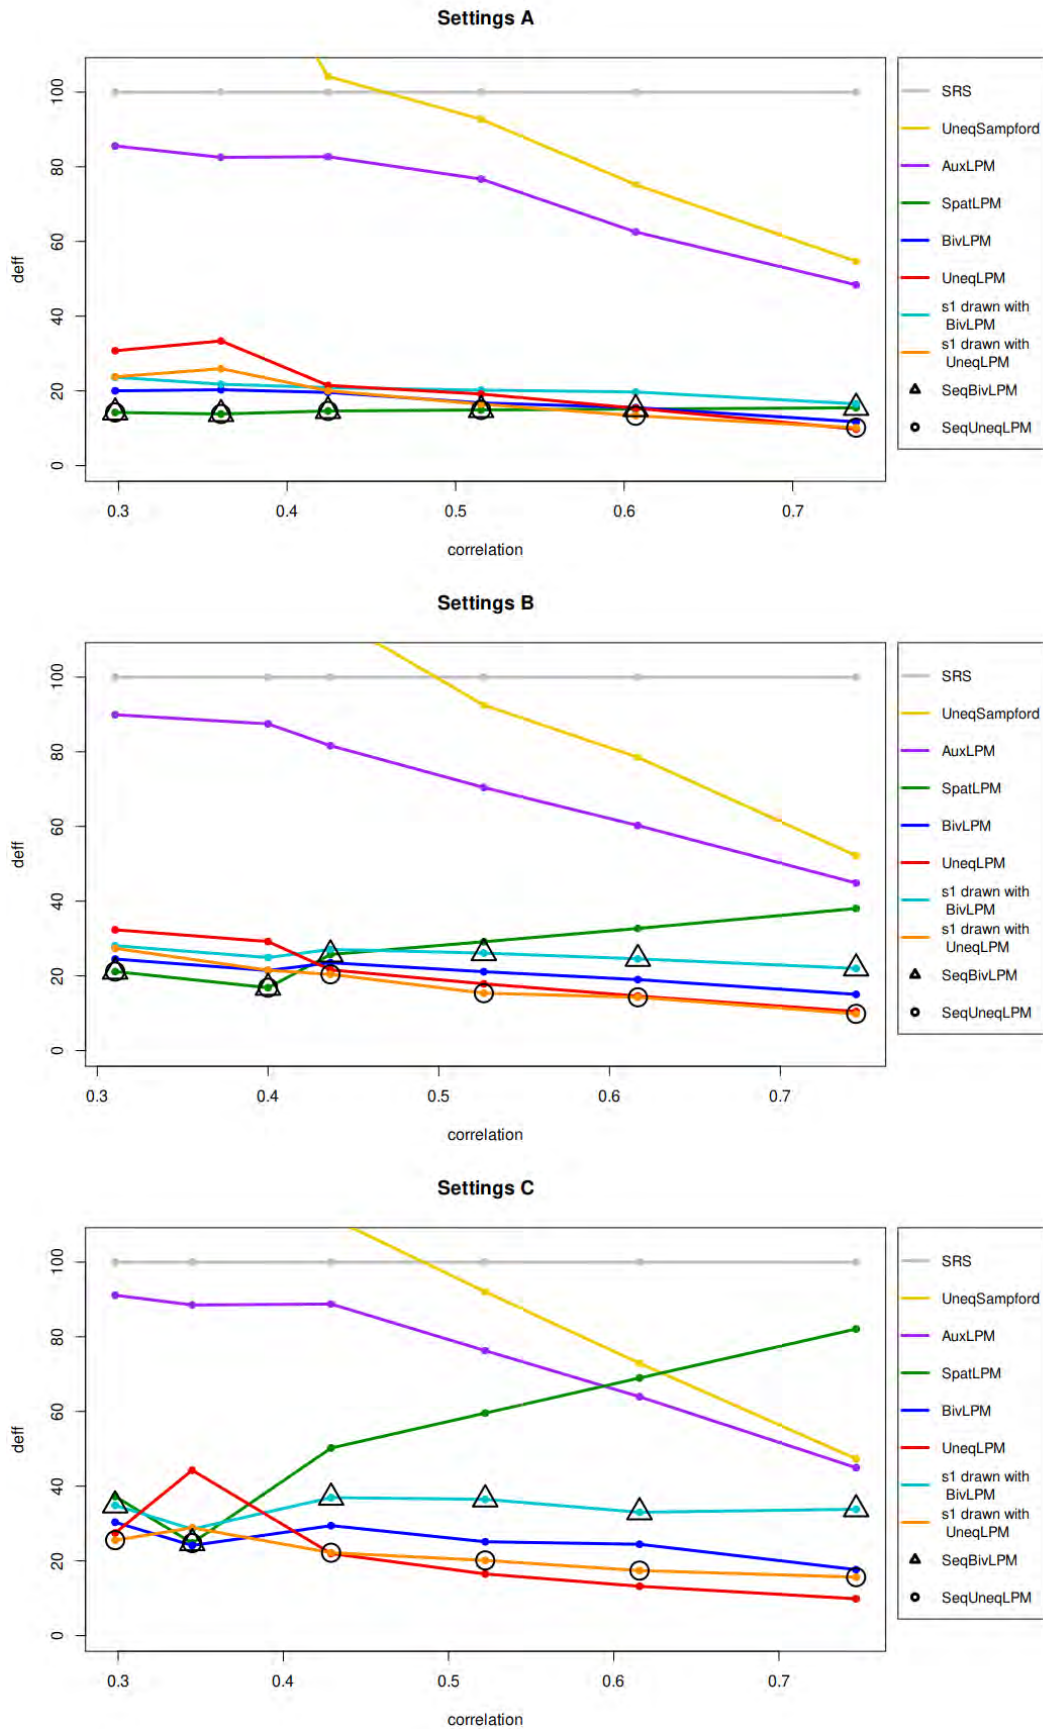 Settings A
deff
100
80
60
40
20
0
0.3 0.4 0.5 0.6 0.7
correlation
SRS
UneqSampford
AuxLPM
SpatLPM
BivLPM
UneqLPM
s1 drawn with
BivLPM
s1 drawn with
UneqLPM
SeqBivLPM
SeqUneqLPM
Settings B
deff
100
80
60
40
20
0
0.3 0.4 0.5 0.6 0.7
correlation
SRS
UneqSampford
AuxLPM
SpatLPM
BivLPM
UneqLPM
s1 drawn with
BivLPM
s1 drawn with
UneqLPM
SeqBivLPM
SeqUneqLPM
Settings C
deff
100
80
60
40
20
0
0.3 0.4 0.5 0.6 0.7
correlation
SRS
UneqSampford
AuxLPM
SpatLPM
BivLPM
UneqLPM
s1 drawn with
BivLPM
s1 drawn with
UneqLPM
SeqBivLPM
SeqUneqLPM